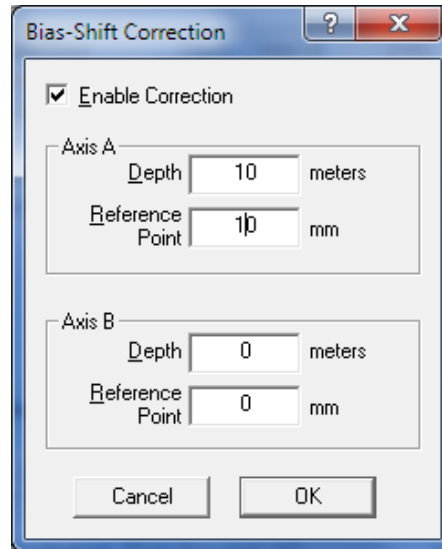 Bias-Shift Correction
? X
Enable Correction
Axis A
Depth 10 meters
Reference Point 10 mm
Axis B
Depth 0 meters
Reference Point 0 mm
Cancel OK